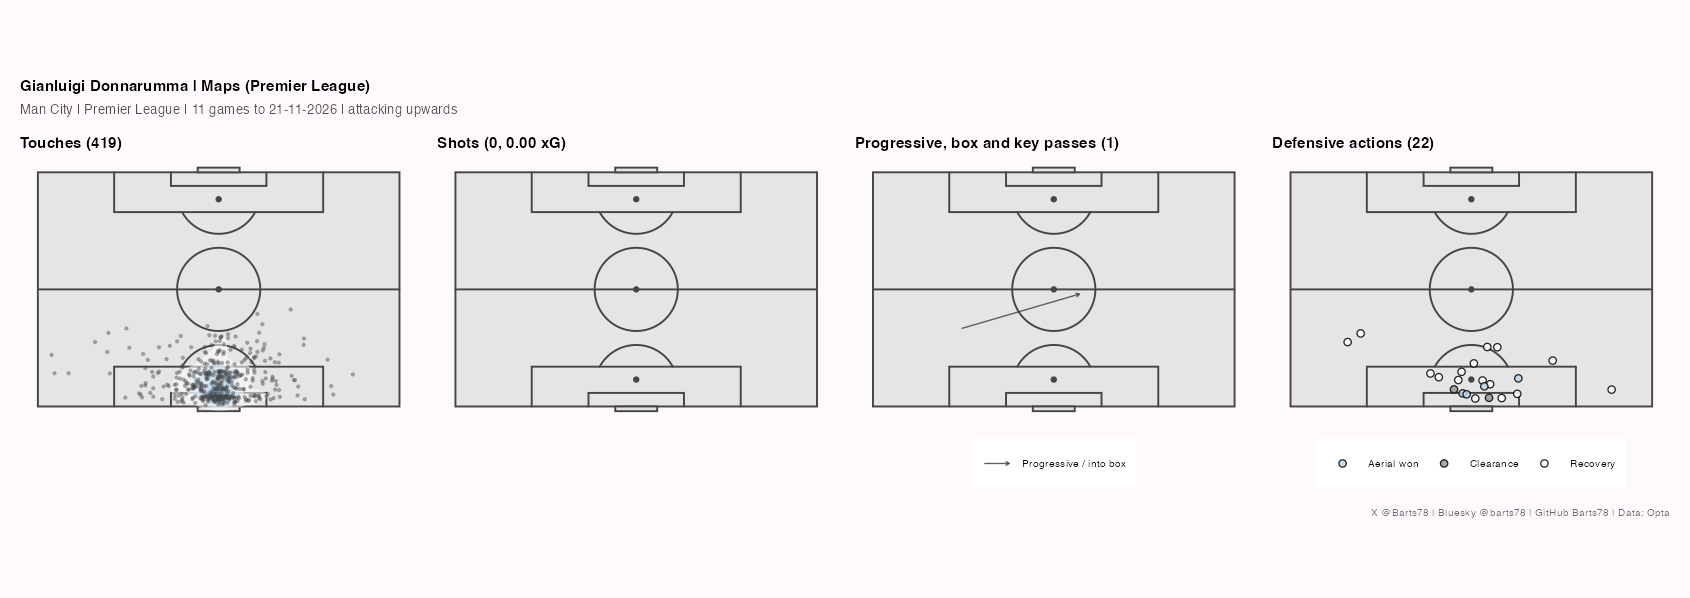 Gianluigi Donnarumma | Maps (Premier League)
Man City | Premier League | 11 games to 21-11-2026 | attacking upwards
Touches (419)
Shots (0, 0.00 xG)
Progressive, box and key passes (1)
Defensive actions (22)
Progressive / into box
Aerial won
Clearance
Recovery
X @Barts78 | Bluesky @barts78 | GitHub Barts78 | Data: Opta